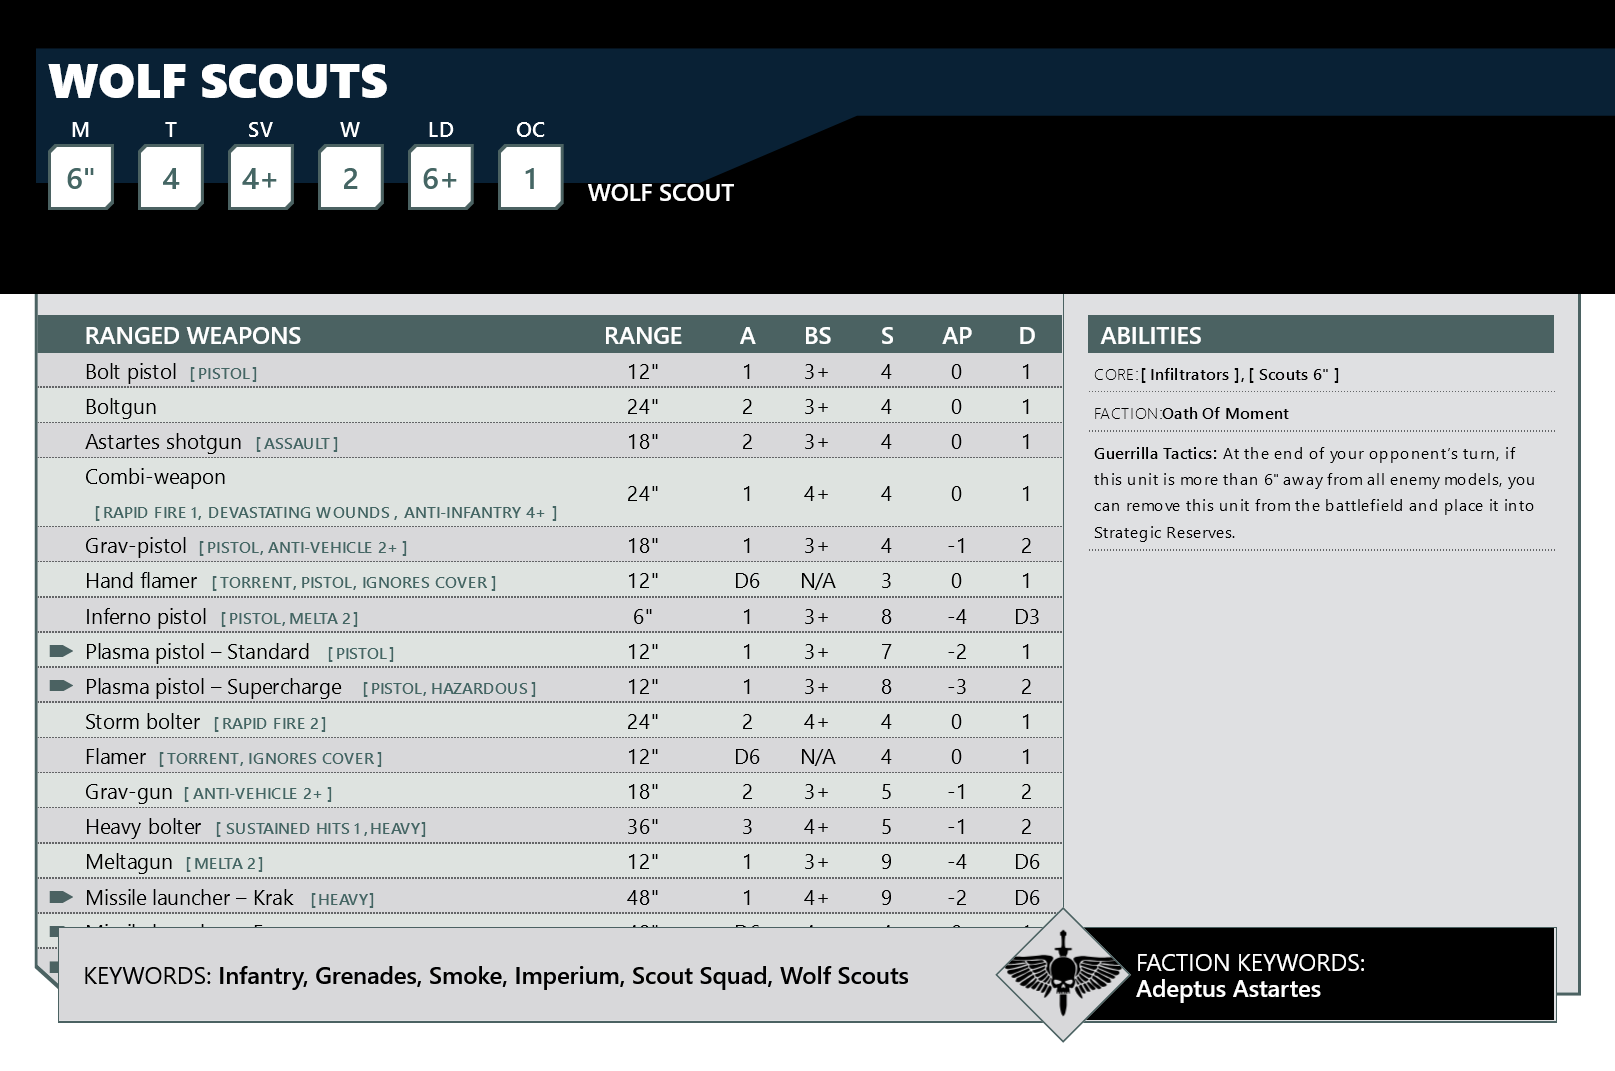 WOLF SCOUTS
M T SV W LD OC
6" 4 4+ 2 6+ 1
WOLF SCOUT
RANGED WEAPONS RANGE A BS S AP D
Bolt pistol [PISTOL] 12" 1 3+ 4 0 1
Boltgun 24" 2 3+ 4 0 1
Astartes shotgun [ASSAULT] 18" 2 3+ 4 0 1
Combi-weapon
[RAPID FIRE 1, DEVASTATING WOUNDS , ANTI-INFANTRY 4+ ] 24" 1 4+ 4 0 1
Grav-pistol [PISTOL, ANTI-VEHICLE 2+ ] 18" 1 3+ 4 -1 2
Hand flamer [TORRENT, PISTOL, IGNORES COVER] 12" D6 N/A 3 0 1
Inferno pistol [PISTOL, MELTA 2] 6" 1 3+ 8 -4 D3
Plasma pistol – Standard [PISTOL] 12" 1 3+ 7 -2 1
Plasma pistol – Supercharge [PISTOL, HAZARDOUS] 12" 1 3+ 8 -3 2
Storm bolter [RAPID FIRE 2] 24" 2 4+ 4 0 1
Flamer [TORRENT, IGNORES COVER] 12" D6 N/A 4 0 1
Grav-gun [ANTI-VEHICLE 2+ ] 18" 2 3+ 5 -1 2
Heavy bolter [ SUSTAINED HITS 1, HEAVY] 36" 3 4+ 5 -1 2
Meltagun [MELTA 2] 12" 1 3+ 9 -4 D6
Missile launcher – Krak [HEAVY] 48" 1 4+ 9 -2 D6
ABILITIES
CORE:[ Infiltrators ], [ Scouts 6" ]
FACTION:Oath Of Moment
Guerrilla Tactics: At the end of your opponent's turn, if
this unit is more than 6" away from all enemy models, you
can remove this unit from the battlefield and place it into
Strategic Reserves.
KEYWORDS: Infantry, Grenades, Smoke, Imperium, Scout Squad, Wolf Scouts
FACTION KEYWORDS:
Adeptus Astartes